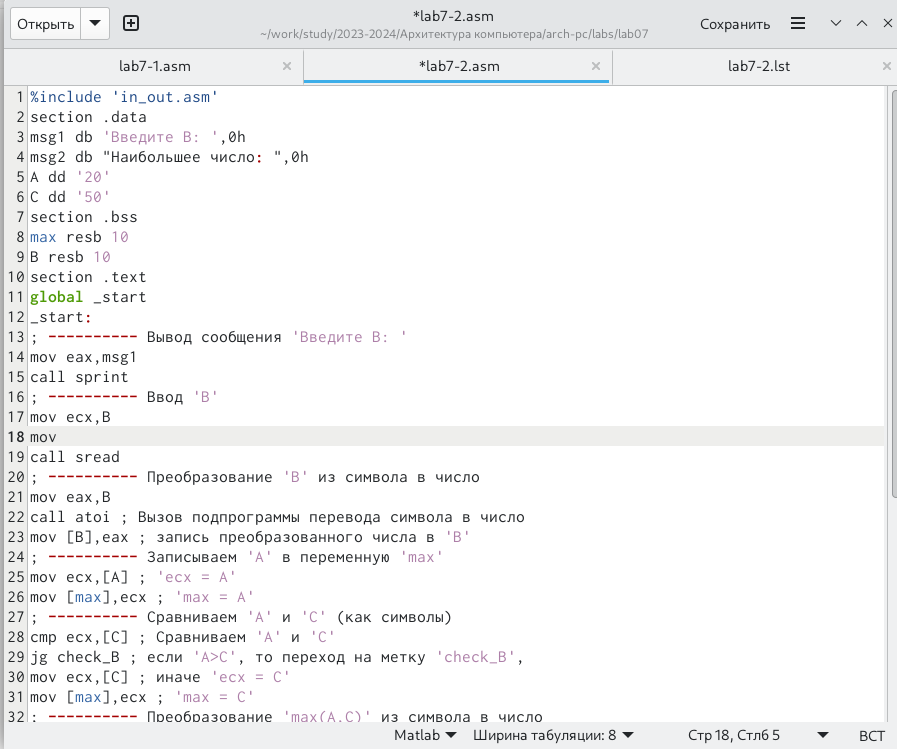 Открыть
*lab7-2.asm
~/work/study/2023-2024/Архитектура компьютера/arch-pc/labs/lab07
Сохранить
lab7-1.asm
*lab7-2.asm
lab7-2.lst
1 %include 'in_out.asm'
2 section .data
3 msg1 db 'Введите B: ',0h
4 msg2 db "Наибольшее число: ",0h
5 A dd '20'
6 C dd '50'
7 section .bss
8 max resb 10
9 B resb 10
10 section .text
11 global _start
12 _start:
13 ; ---------- Вывод сообщения 'Введите B: '
14 mov eax,msg1
15 call sprint
16 ; ---------- Ввод 'B'
17 mov ecx,B
18 mov
19 call sread
20 ; ---------- Преобразование 'B' из символа в число
21 mov eax,B
22 call atoi ; Вызов подпрограммы перевода символа в число
23 mov [B],eax ; запись преобразованного числа в 'B'
24 ; ---------- Записываем 'A' в переменную 'max'
25 mov ecx,[A] ; 'ecx = A'
26 mov [max],ecx ; 'max = A'
27 ; ---------- Сравниваем 'A' и 'C' (как символы)
28 cmp ecx,[C] ; Сравниваем 'A' и 'C'
29 jg check_B ; если 'A>C', то переход на метку 'check_B',
30 mov ecx,[C] ; иначе 'ecx = C'
31 mov [max],ecx ; 'max = C'
32 ; ---------- Преобразование 'max(A,C)' из символа в число
Matlab Ширина табуляции: 8 Стр 18, Стлб 5 ВСТ